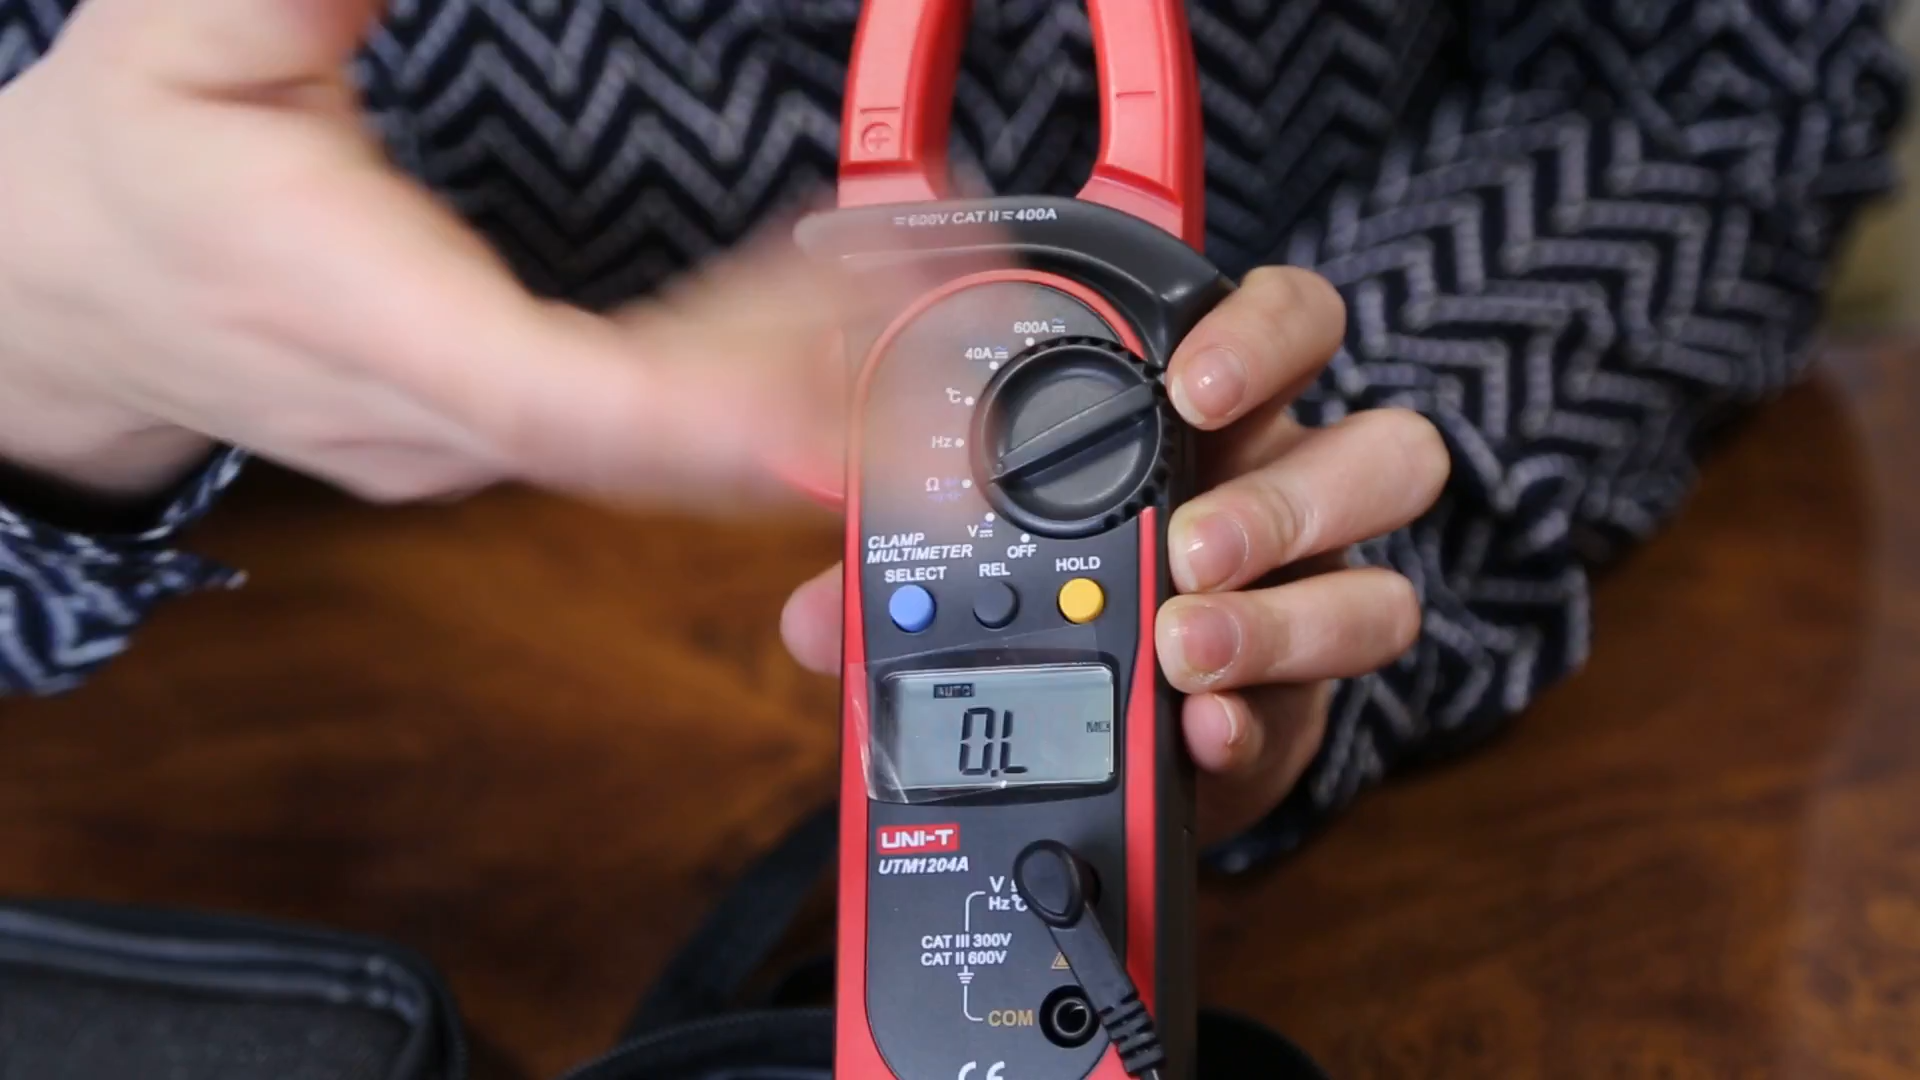 =600V CAT II=400A
600A
40A
°C
Hz
Ω
V
OFF
CLAMP
MULTIMETER
SELECT
REL
HOLD
AUTO
0.L
MΩ
UNI-T
UTM1204A
V
Hz°C
CAT III 300V
CAT II 600V
COM
CE